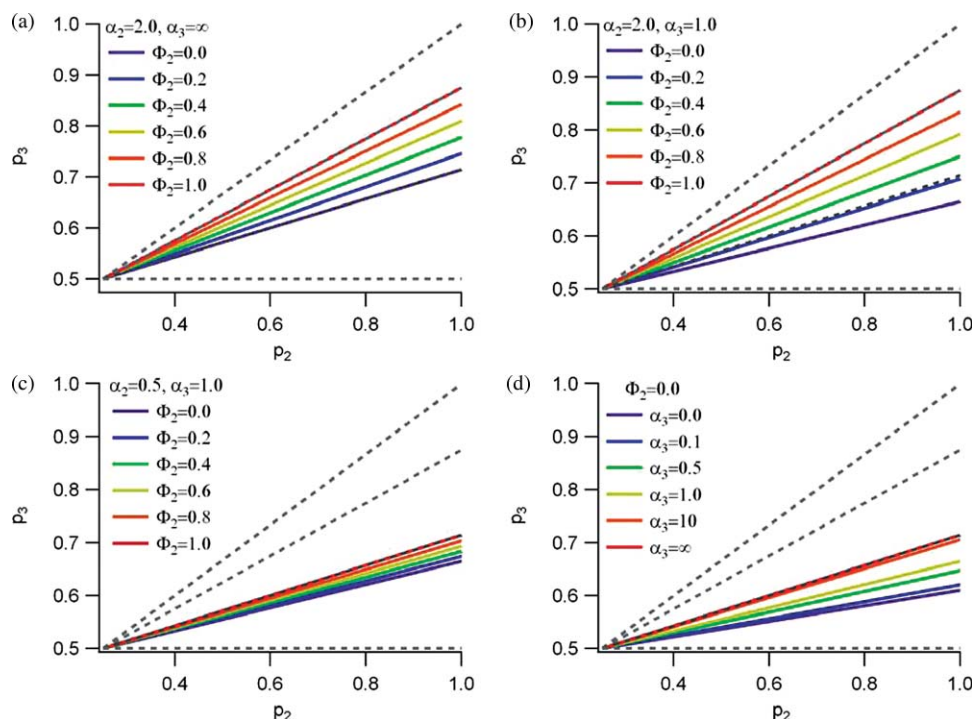 (a)
α₂=2.0, α₃=∞
Φ₂=0.0
Φ₂=0.2
Φ₂=0.4
Φ₂=0.6
Φ₂=0.8
Φ₂=1.0
1.0
0.9
0.8
0.7
0.6
0.5
p₃
0.4
0.6
0.8
1.0
p₂
(b)
α₂=2.0, α₃=1.0
Φ₂=0.0
Φ₂=0.2
Φ₂=0.4
Φ₂=0.6
Φ₂=0.8
Φ₂=1.0
1.0
0.9
0.8
0.7
0.6
0.5
p₃
0.4
0.6
0.8
1.0
p₂
(c)
α₂=0.5, α₃=1.0
Φ₂=0.0
Φ₂=0.2
Φ₂=0.4
Φ₂=0.6
Φ₂=0.8
Φ₂=1.0
1.0
0.9
0.8
0.7
0.6
0.5
p₃
0.4
0.6
0.8
1.0
p₂
(d)
Φ₂=0.0
α₃=0.0
α₃=0.1
α₃=0.5
α₃=1.0
α₃=10
α₃=∞
1.0
0.9
0.8
0.7
0.6
0.5
p₃
0.4
0.6
0.8
1.0
p₂